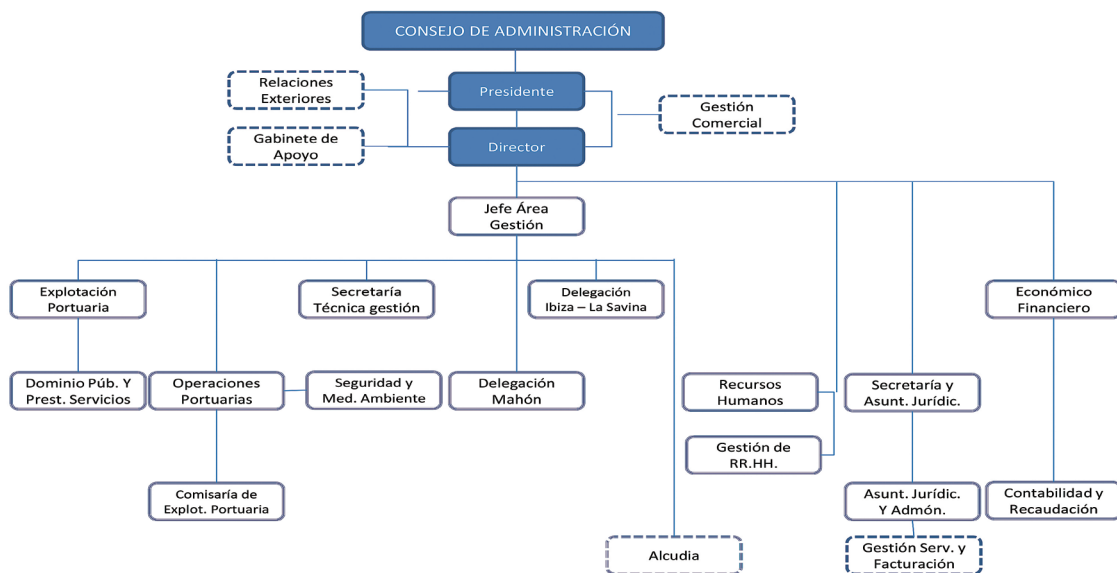 CONSEJO DE ADMINISTRACIÓN
Relaciones
Exteriores
Presidente
Gestión
Comercial
Gabinete de
Apoyo
Director
Jefe Área
Gestión
Explotación
Portuaria
Secretaría
Técnica gestión
Delegación
Ibiza – La Savina
Económico
Financiero
Dominio Púb. Y
Prest. Servicios
Operaciones
Portuarias
Seguridad y
Med. Ambiente
Delegación
Mahón
Recursos
Humanos
Secretaría y
Asunt. Jurídic.
Gestión de
RR.HH.
Comisaría de
Explot. Portuaria
Asunt. Jurídic.
Y Admón.
Contabilidad y
Recaudación
Alcudia
Gestión Serv. y
Facturación